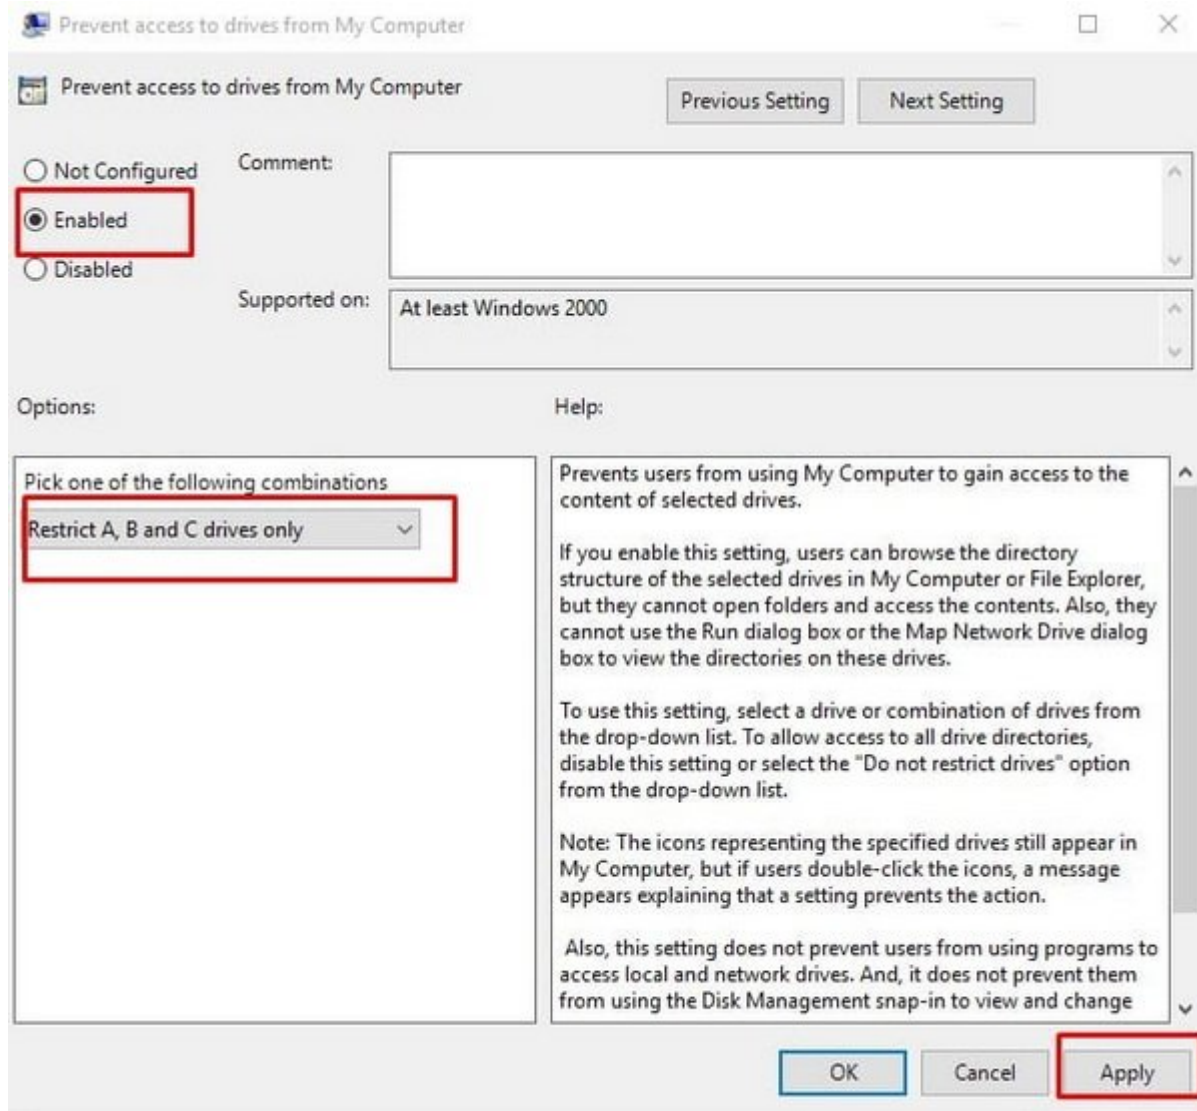 Prevent access to drives from My Computer
Prevent access to drives from My Computer
Previous Setting
Next Setting
Not Configured
Enabled
Disabled
Comment:
Supported on:
At least Windows 2000
Options:
Help:
Pick one of the following combinations
Restrict A, B and C drives only
Prevents users from using My Computer to gain access to the
content of selected drives.
If you enable this setting, users can browse the directory
structure of the selected drives in My Computer or File Explorer,
but they cannot open folders and access the contents. Also, they
cannot use the Run dialog box or the Map Network Drive dialog
box to view the directories on these drives.
To use this setting, select a drive or combination of drives from
the drop-down list. To allow access to all drive directories,
disable this setting or select the "Do not restrict drives" option
from the drop-down list.
Note: The icons representing the specified drives still appear in
My Computer, but if users double-click the icons, a message
appears explaining that a setting prevents the action.
Also, this setting does not prevent users from using programs to
access local and network drives. And, it does not prevent them
from using the Disk Management snap-in to view and change
OK
Cancel
Apply